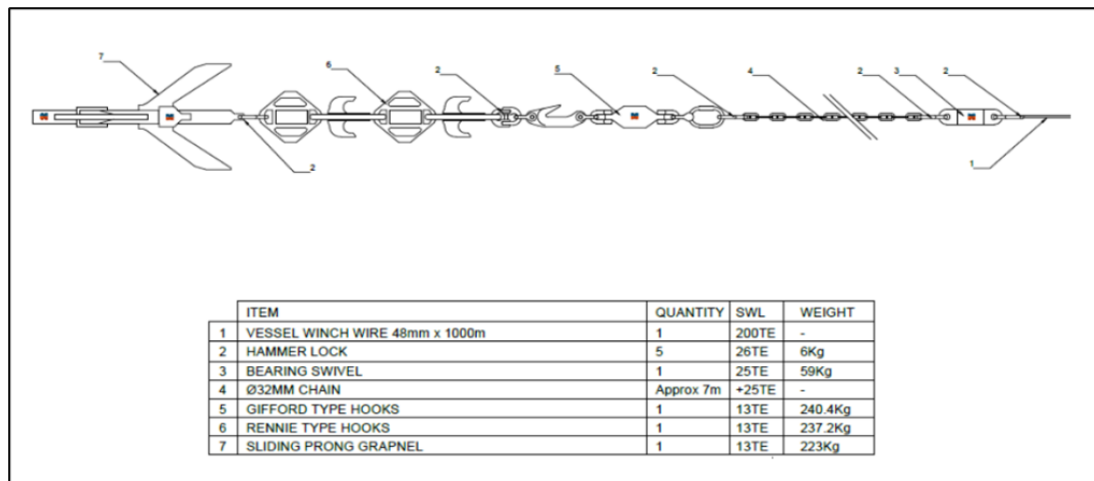 7
6
2
5
2
4
2
3
2
2
1
ITEM QUANTITY SWL WEIGHT
1 VESSEL WINCH WIRE 48mm x 1000m 1 200TE -
2 HAMMER LOCK 5 26TE 6Kg
3 BEARING SWIVEL 1 25TE 59Kg
4 Ø32MM CHAIN Approx 7m +25TE -
5 GIFFORD TYPE HOOKS 1 13TE 240.4Kg
6 RENNIE TYPE HOOKS 1 13TE 237.2Kg
7 SLIDING PRONG GRAPNEL 1 13TE 223Kg